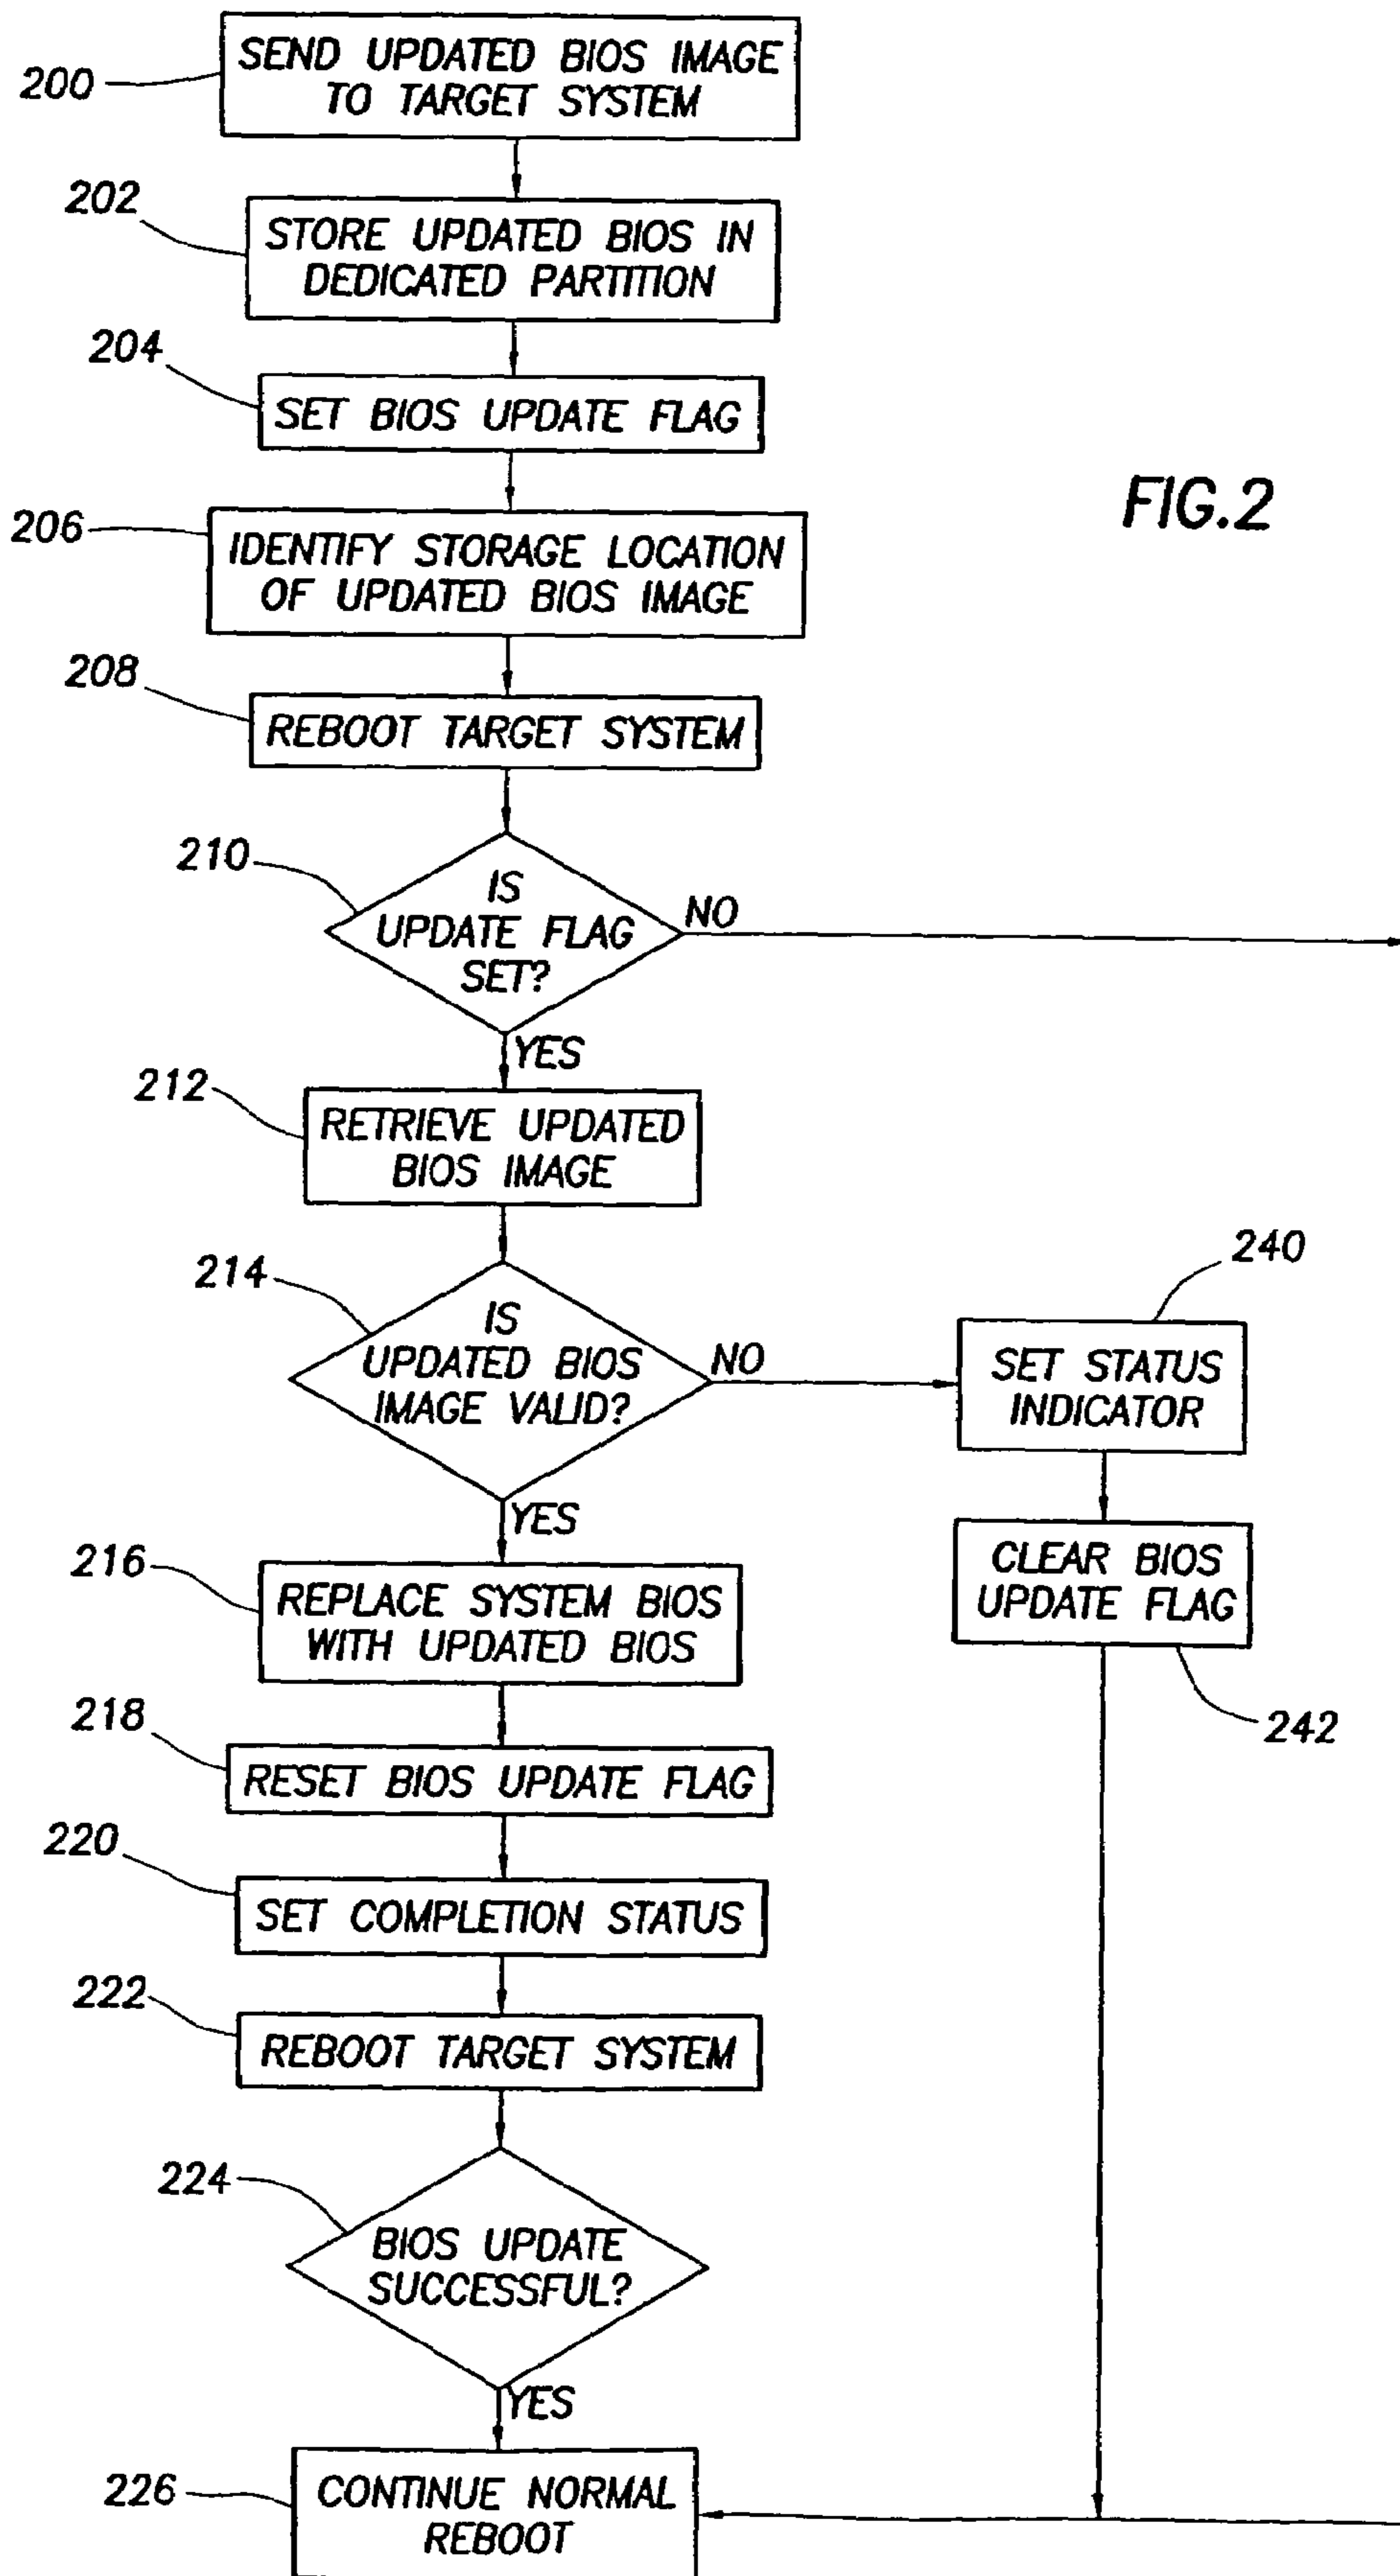 200
SEND UPDATED BIOS IMAGE
TO TARGET SYSTEM
202
STORE UPDATED BIOS IN
DEDICATED PARTITION
204
SET BIOS UPDATE FLAG
FIG.2
206
IDENTIFY STORAGE LOCATION
OF UPDATED BIOS IMAGE
208
REBOOT TARGET SYSTEM
210
IS
UPDATE FLAG
SET?
NO
YES
212
RETRIEVE UPDATED
BIOS IMAGE
214
IS
UPDATED BIOS
IMAGE VALID?
NO
240
SET STATUS
INDICATOR
YES
216
REPLACE SYSTEM BIOS
WITH UPDATED BIOS
CLEAR BIOS
UPDATE FLAG
242
218
RESET BIOS UPDATE FLAG
220
SET COMPLETION STATUS
222
REBOOT TARGET SYSTEM
224
BIOS UPDATE
SUCCESSFUL?
YES
226
CONTINUE NORMAL
REBOOT